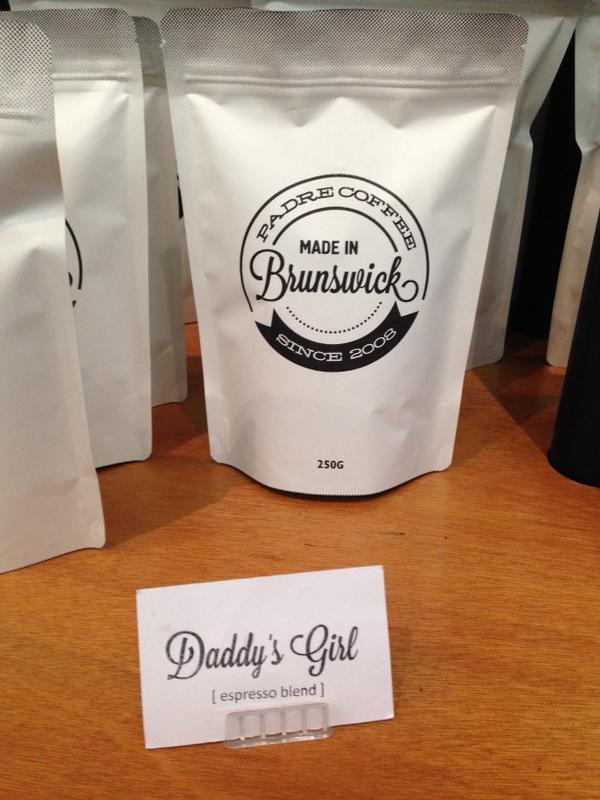 PADRE COFFEE
MADE IN
Brunswick
SINCE 2008
250G
Daddy's Girl
[ espresso blend ]